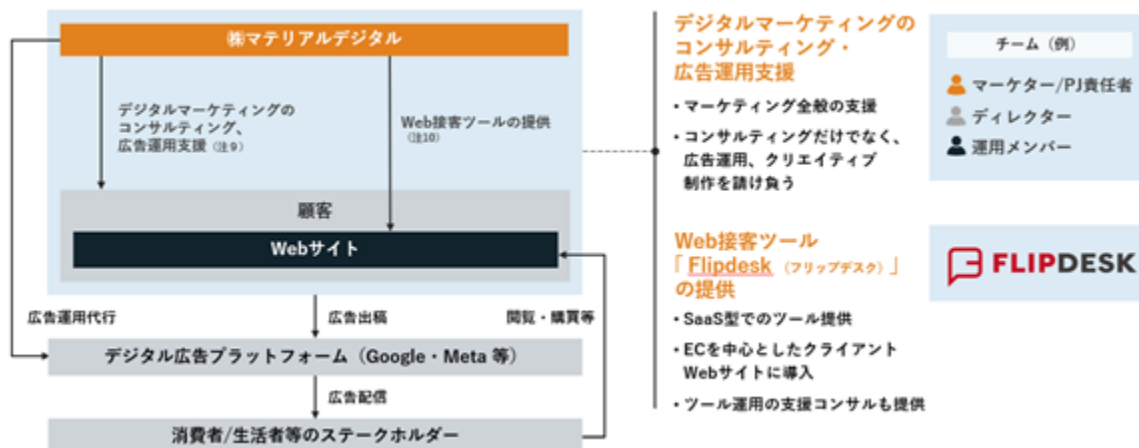 ㈱マテリアルデジタル
デジタルマーケティングの
コンサルティング、
広告運用支援（注9）
Web接客ツールの提供
（注10）
顧客
Webサイト
広告運用代行
広告出稿
閲覧・購買等
デジタル広告プラットフォーム（Google・Meta 等）
広告配信
消費者/生活者等のステークホルダー
デジタルマーケティングの
コンサルティング・
広告運用支援
・マーケティング全般の支援
・コンサルティングだけでなく、
広告運用、クリエイティブ
制作を請け負う
チーム（例）
マーケター/PJ責任者
ディレクター
運用メンバー
Web接客ツール
「Flipdesk（フリップデスク）」
の提供
・SaaS型でのツール提供
・ECを中心としたクライアント
Webサイトに導入
・ツール運用の支援コンサルも提供
FLIPDESK